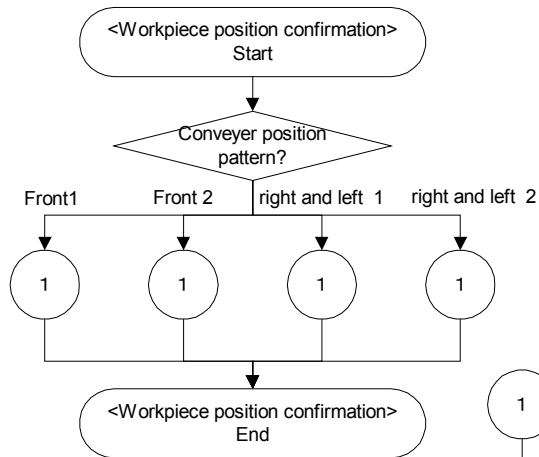 <Workpiece position confirmation>
Start
Conveyer position
pattern?
Front1
Front 2
right and left 1
right and left 2
1
1
1
1
<Workpiece position confirmation>
End
1